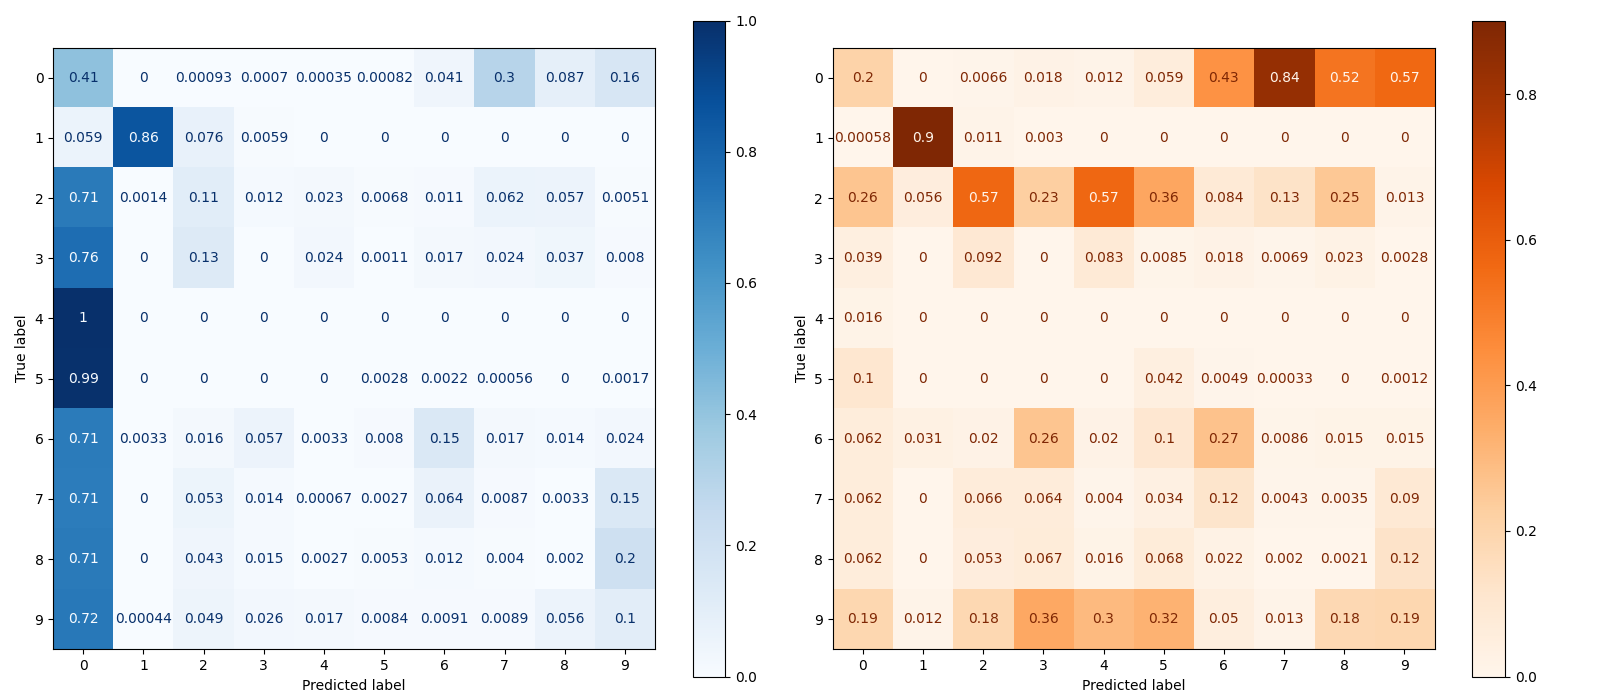 0 0.41 0 0.00093 0.0007 0.00035 0.00082 0.041 0.3 0.087 0.16
1 0.059 0.86 0.076 0.0059 0 0 0 0 0 0
2 0.71 0.0014 0.11 0.012 0.023 0.0068 0.011 0.062 0.057 0.0051
3 0.76 0 0.13 0 0.024 0.0011 0.017 0.024 0.037 0.008
4 1 0 0 0 0 0 0 0 0 0
5 0.99 0 0 0 0 0.0028 0.0022 0.00056 0 0.0017
6 0.71 0.0033 0.016 0.057 0.0033 0.008 0.15 0.017 0.014 0.024
7 0.71 0 0.053 0.014 0.00067 0.0027 0.064 0.0087 0.0033 0.15
8 0.71 0 0.043 0.015 0.0027 0.0053 0.012 0.004 0.002 0.2
9 0.72 0.00044 0.049 0.026 0.017 0.0084 0.0091 0.0089 0.056 0.1
0 1 2 3 4 5 6 7 8 9
True label
Predicted label
1.0
0.8
0.6
0.4
0.2
0.0
0 0.2 0 0.0066 0.018 0.012 0.059 0.43 0.84 0.52 0.57
1 0.00058 0.9 0.011 0.003 0 0 0 0 0 0
2 0.26 0.056 0.57 0.23 0.57 0.36 0.084 0.13 0.25 0.013
3 0.039 0 0.092 0 0.083 0.0085 0.018 0.0069 0.023 0.0028
4 0.016 0 0 0 0 0 0 0 0 0
5 0.1 0 0 0 0 0.042 0.0049 0.00033 0 0.0012
6 0.062 0.031 0.02 0.26 0.02 0.1 0.27 0.0086 0.015 0.015
7 0.062 0 0.066 0.064 0.004 0.034 0.12 0.0043 0.0035 0.09
8 0.062 0 0.053 0.067 0.016 0.068 0.022 0.002 0.0021 0.12
9 0.19 0.012 0.18 0.36 0.3 0.32 0.05 0.013 0.18 0.19
0 1 2 3 4 5 6 7 8 9
True label
Predicted label
0.8
0.6
0.4
0.2
0.0